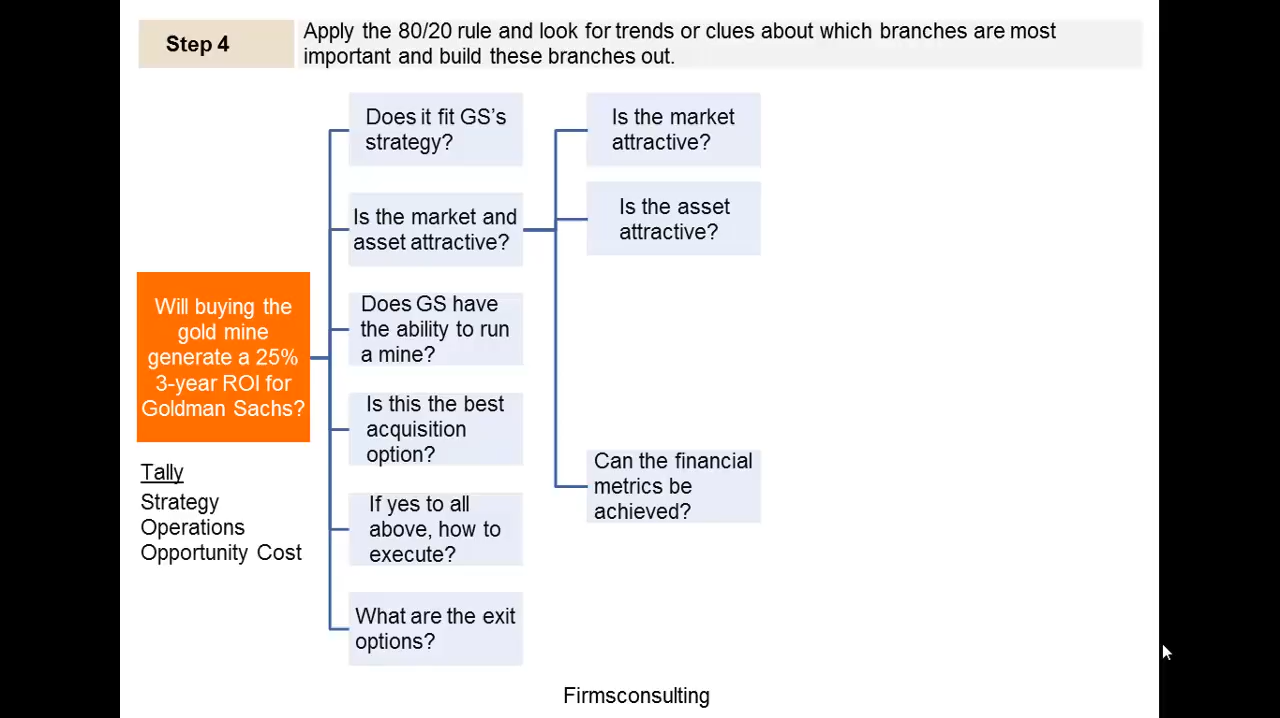 Step 4
Apply the 80/20 rule and look for trends or clues about which branches are most
important and build these branches out.
Does it fit GS's
strategy?
Is the market and
asset attractive?
Does GS have
the ability to run
a mine?
Is this the best
acquisition
option?
If yes to all
above, how to
execute?
What are the exit
options?
Is the market
attractive?
Is the asset
attractive?
Can the financial
metrics be
achieved?
Will buying the
gold mine
generate a 25%
3-year ROI for
Goldman Sachs?
Tally
Strategy
Operations
Opportunity Cost
Firmsconsulting